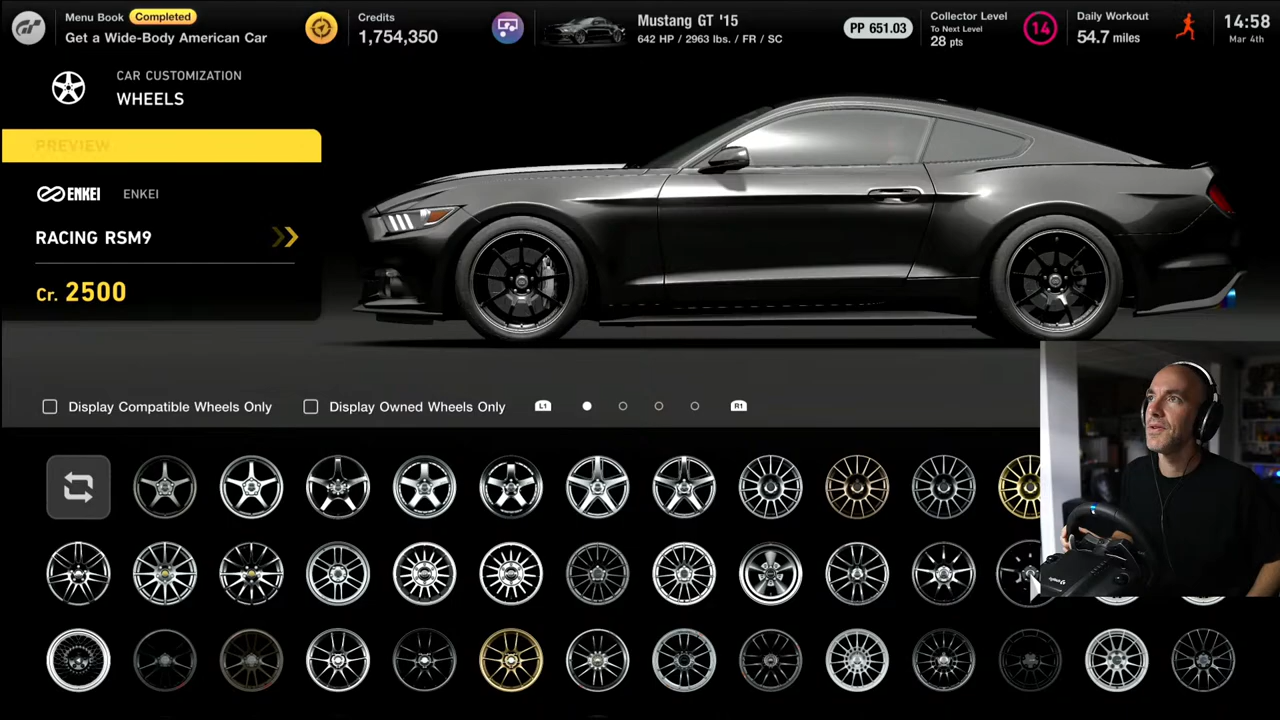 Menu Book Completed
Get a Wide-Body American Car
Credits
1,754,350
Mustang GT '15
642 HP / 2963 lbs. / FR / SC
PP 651.03
Collector Level
To Next Level
28 pts
14
Daily Workout
54.7 miles
14:58
Mar 4th
CAR CUSTOMIZATION
WHEELS
PREVIEW
ENKEI ENKEI
RACING RSM9
Cr. 2500
Display Compatible Wheels Only
Display Owned Wheels Only
L1
R1